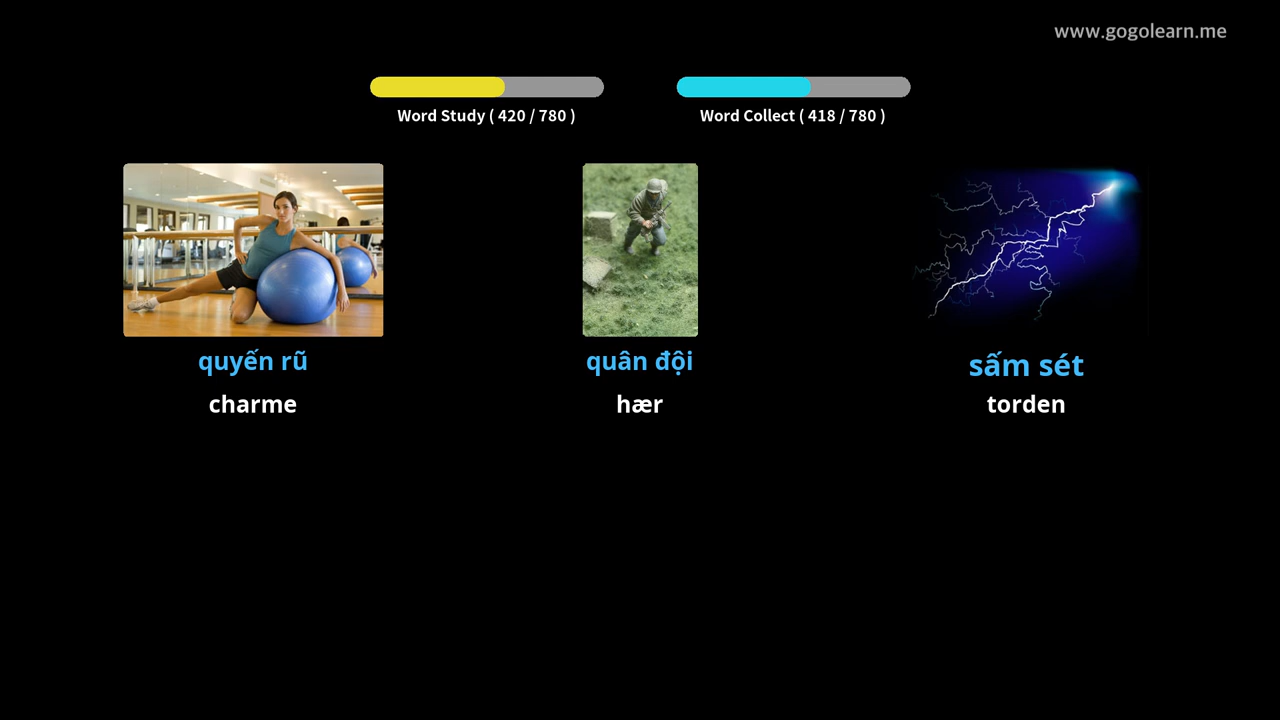 www.gogolearn.me
Word Study ( 420 / 780 )
Word Collect ( 418 / 780 )
quyến rũ
charme
quân đội
hær
sấm sét
torden